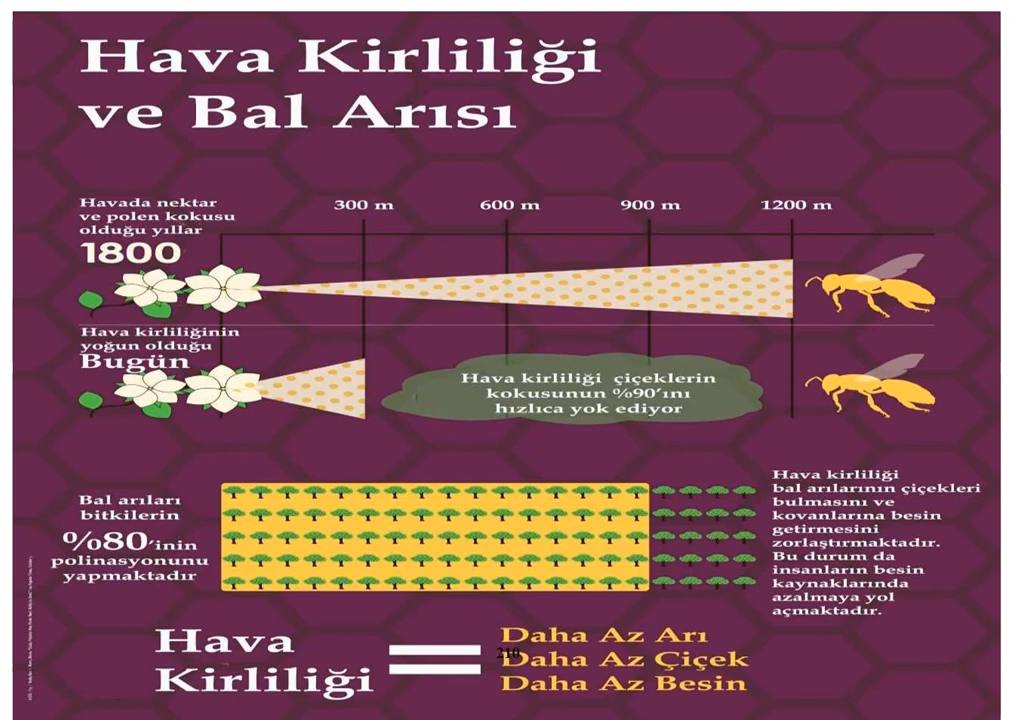 Hava Kirliliği
ve Bal Arısı
Havada nektar
ve polen kokusu
olduğu yıllar
1800
300 m
600 m
900 m
1200 m
Hava kirliliğinin
yoğun olduğu
Bugün
Hava kirliliği çiçeklerin
kokusunun %90’ını
hızlıca yok ediyor
Bal arıları
bitkilerin
%80’inin
polinasyonunu
yapmaktadır
Hava kirliliği
bal arılarının çiçekleri
bulmasını ve
kovanlarına besin
getirmesini
zorlaştırmaktadır.
Bu durum da
insanların besin
kaynaklarında
azalmaya yol
açmaktadır.
Hava
Kirliliği
Daha Az Arı
210
Daha Az Çiçek
Daha Az Besin